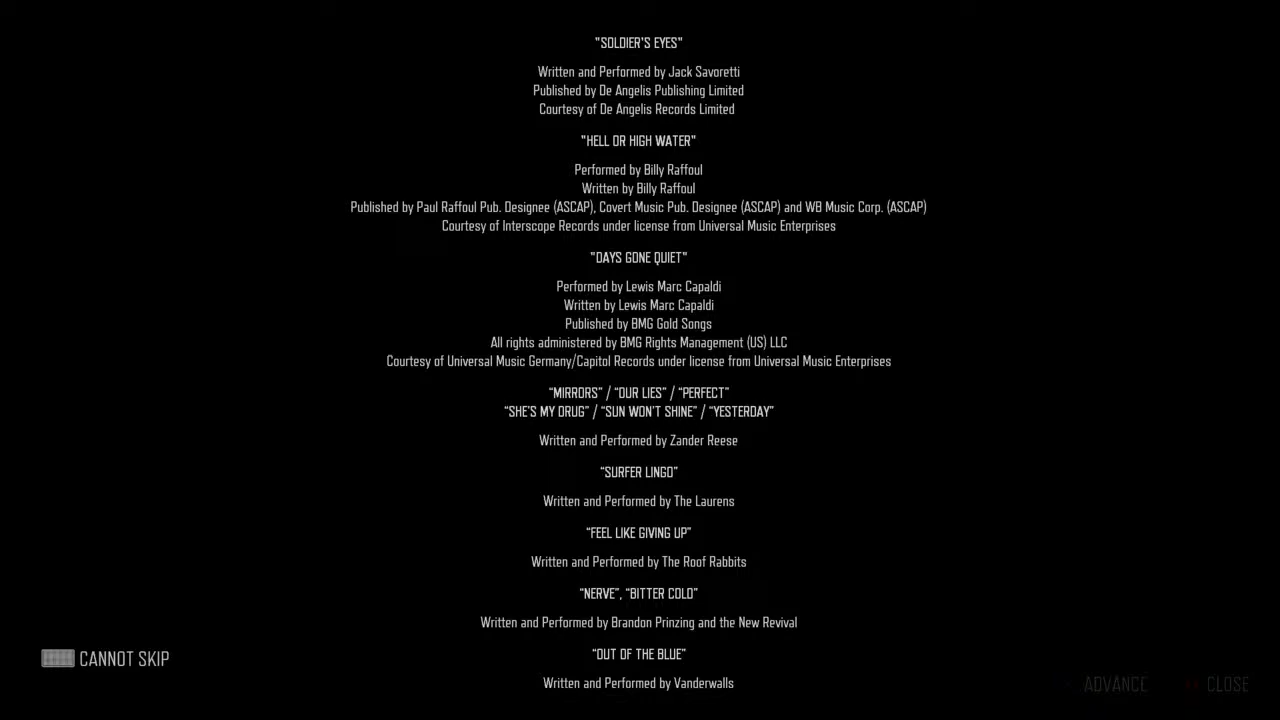 "SOLDIER'S EYES"
Written and Performed by Jack Savoretti
Published by De Angelis Publishing Limited
Courtesy of De Angelis Records Limited
"HELL OR HIGH WATER"
Performed by Billy Raffoul
Written by Billy Raffoul
Published by Paul Raffoul Pub. Designee (ASCAP), Covert Music Pub. Designee (ASCAP) and WB Music Corp. (ASCAP)
Courtesy of Interscope Records under license from Universal Music Enterprises
"DAYS GONE QUIET"
Performed by Lewis Marc Capaldi
Written by Lewis Marc Capaldi
Published by BMG Gold Songs
All rights administered by BMG Rights Management (US) LLC
Courtesy of Universal Music Germany/Capitol Records under license from Universal Music Enterprises
“MIRRORS” / “OUR LIES” / “PERFECT”
“SHE'S MY DRUG” / “SUN WON'T SHINE” / “YESTERDAY”
Written and Performed by Zander Reese
“SURFER LINGO”
Written and Performed by The Laurens
“FEEL LIKE GIVING UP”
Written and Performed by The Roof Rabbits
“NERVE”, “BITTER COLD”
Written and Performed by Brandon Prinzing and the New Revival
“OUT OF THE BLUE”
Written and Performed by Vanderwalls
CANNOT SKIP
ADVANCE
CLOSE